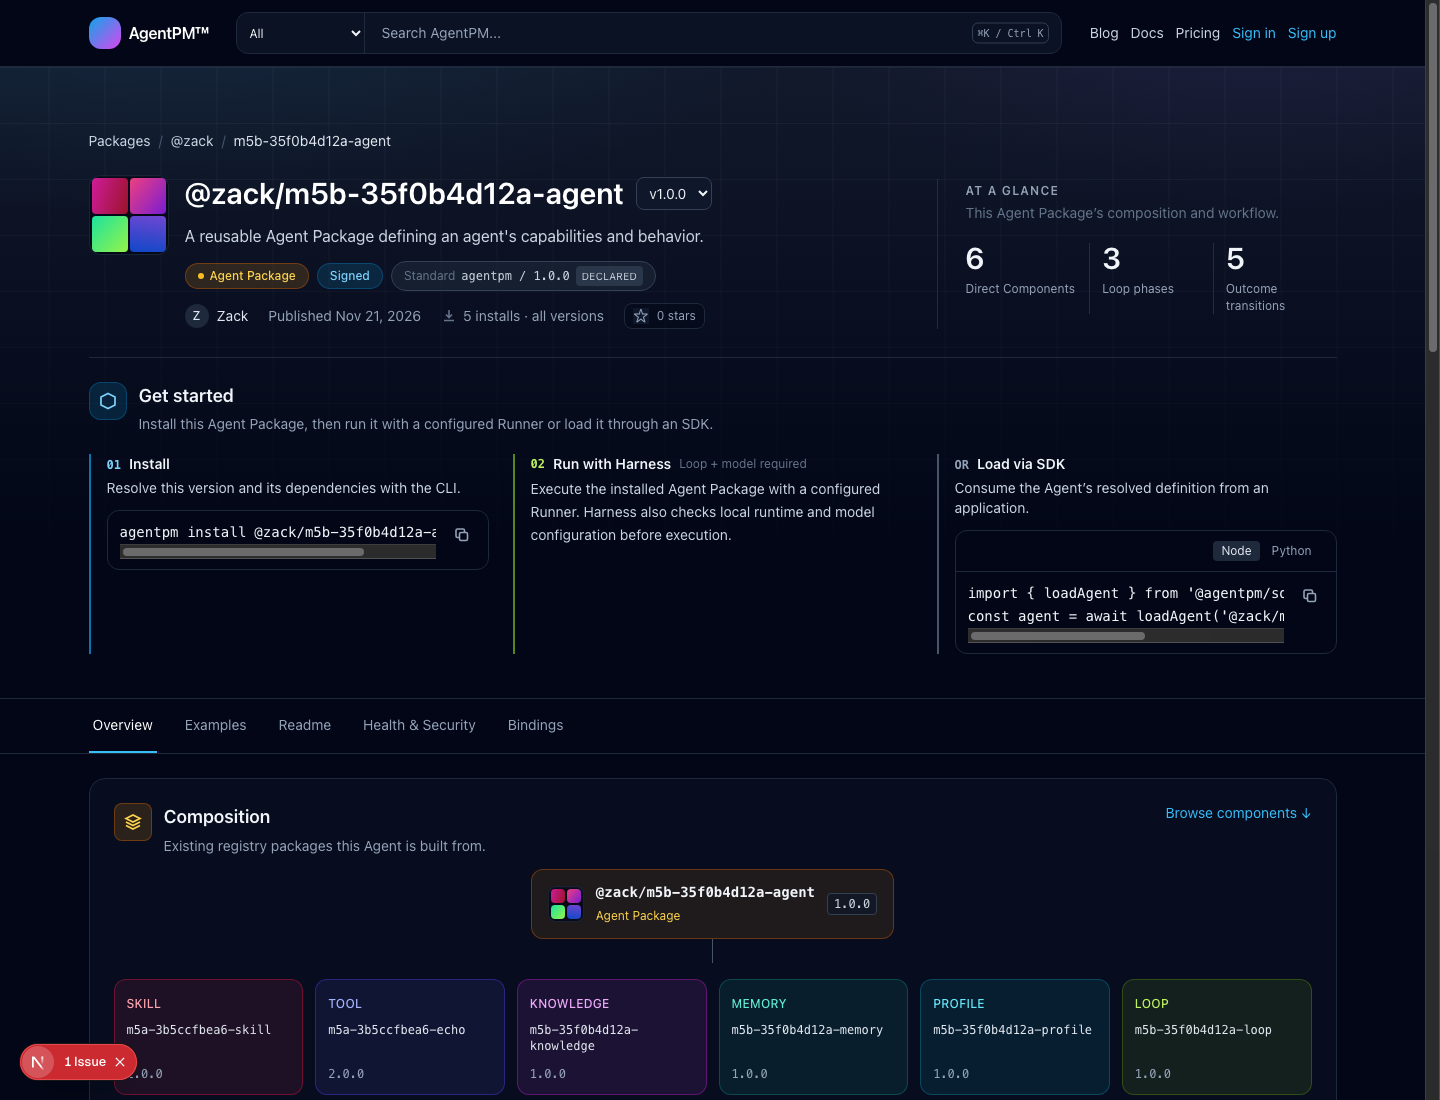 AgentPM™
All
Search AgentPM...
⌘K / Ctrl K
Blog Docs Pricing Sign in Sign up
Packages / @zack / m5b-35f0b4d12a-agent
@zack/m5b-35f0b4d12a-agent
v1.0.0
A reusable Agent Package defining an agent's capabilities and behavior.
Agent Package
Signed
Standard agentpm / 1.0.0 DECLARED
Z Zack Published Nov 21, 2026 5 installs · all versions 0 stars
AT A GLANCE
This Agent Package's composition and workflow.
6
Direct Components
3
Loop phases
5
Outcome
transitions
Get started
Install this Agent Package, then run it with a configured Runner or load it through an SDK.
01 Install
Resolve this version and its dependencies with the CLI.
agentpm install @zack/m5b-35f0b4d12a-a
02 Run with Harness Loop + model required
Execute the installed Agent Package with a configured
Runner. Harness also checks local runtime and model
configuration before execution.
OR Load via SDK
Consume the Agent's resolved definition from an
application.
Node Python
import { loadAgent } from '@agentpm/sd
const agent = await loadAgent('@zack/m
Overview Examples Readme Health & Security Bindings
Composition
Existing registry packages this Agent is built from.
Browse components ↓
@zack/m5b-35f0b4d12a-agent
Agent Package
1.0.0
SKILL
m5a-3b5ccfbea6-skill
.0.0
TOOL
m5a-3b5ccfbea6-echo
2.0.0
KNOWLEDGE
m5b-35f0b4d12a-
knowledge
1.0.0
MEMORY
m5b-35f0b4d12a-memory
1.0.0
PROFILE
m5b-35f0b4d12a-profile
1.0.0
LOOP
m5b-35f0b4d12a-loop
1.0.0
N 1 Issue